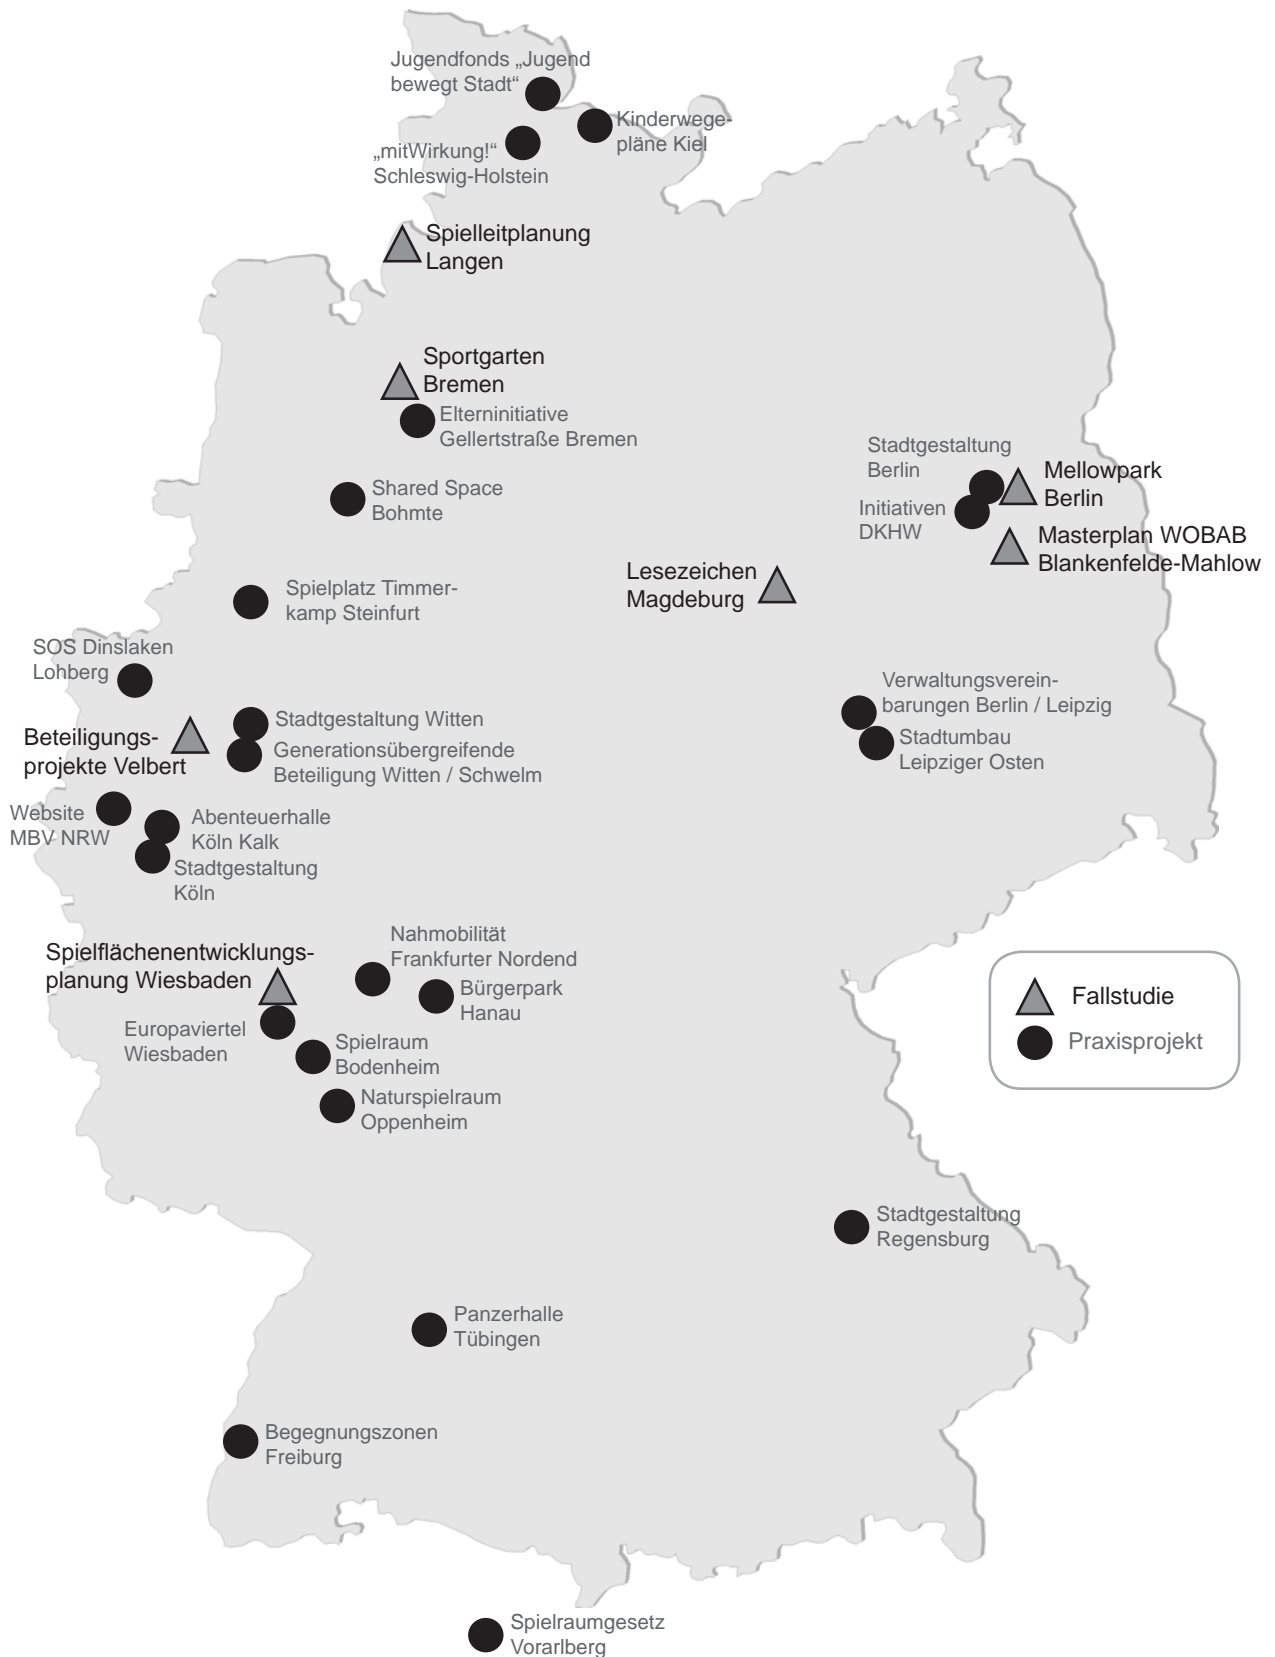 Jugendfonds „Jugend
bewegt Stadt“
Kinderwege-
pläne Kiel
„mitWirkung!“
Schleswig-Holstein
Spielleitplanung
Langen
Sportgarten
Bremen
Elterninitiative
Gellertstraße Bremen
Stadtgestaltung
Berlin
Mellowpark
Berlin
Shared Space
Bohmte
Initiativen
DKHW
Masterplan WOBAB
Blankenfelde-Mahlow
Lesezeichen
Magdeburg
Spielplatz Timmer-
kamp Steinfurt
SOS Dinslaken
Lohberg
Verwaltungsverein-
barungen Berlin / Leipzig
Stadtgestaltung Witten
Beteiligungs-
projekte Velbert
Stadtumbau
Leipziger Osten
Generationsübergreifende
Beteiligung Witten / Schwelm
Website
MBV NRW
Abenteuerhalle
Köln Kalk
Stadtgestaltung
Köln
Nahmobilität
Frankfurter Nordend
Spielflächenentwicklungs-
planung Wiesbaden
Bürgerpark
Hanau
Fallstudie
Praxisprojekt
Europaviertel
Wiesbaden
Spielraum
Bodenheim
Naturspielraum
Oppenheim
Stadtgestaltung
Regensburg
Panzerhalle
Tübingen
Begegnungszonen
Freiburg
Spielraumgesetz
Vorarlberg